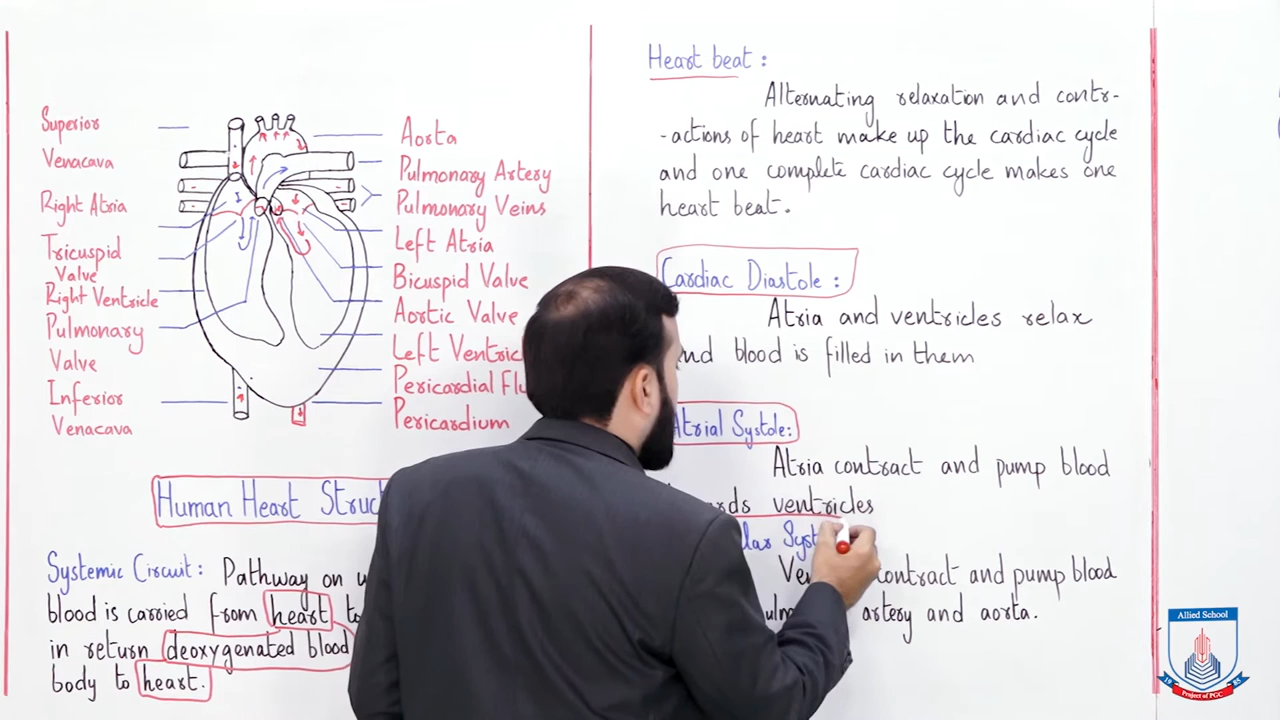 Superior
Venacava
Right Atria
Tricuspid
Valve
Right Ventricle
Pulmonary
Valve
Inferior
Venacava
Aorta
Pulmonary Artery
Pulmonary Veins
Left Atria
Bicuspid Valve
Aortic Valve
Left
Pericardial
Pericardium
Human Heart
Systemic Circuit: Pathway on
blood is carried from heart
in return deoxygenated blood
body to heart.
Heart beat:
Alternating relaxation and contr-
-actions of heart make up the cardiac cycle
and one complete cardiac cycle makes one
heart beat.
Cardiac Diastole:
Atria and ventricles relax
blood is filled in them
Atrial Systole:
Atria contract and pump blood
ventricles
contract and pump blood
artery and aorta.
Allied School
19 85
Project of PGC